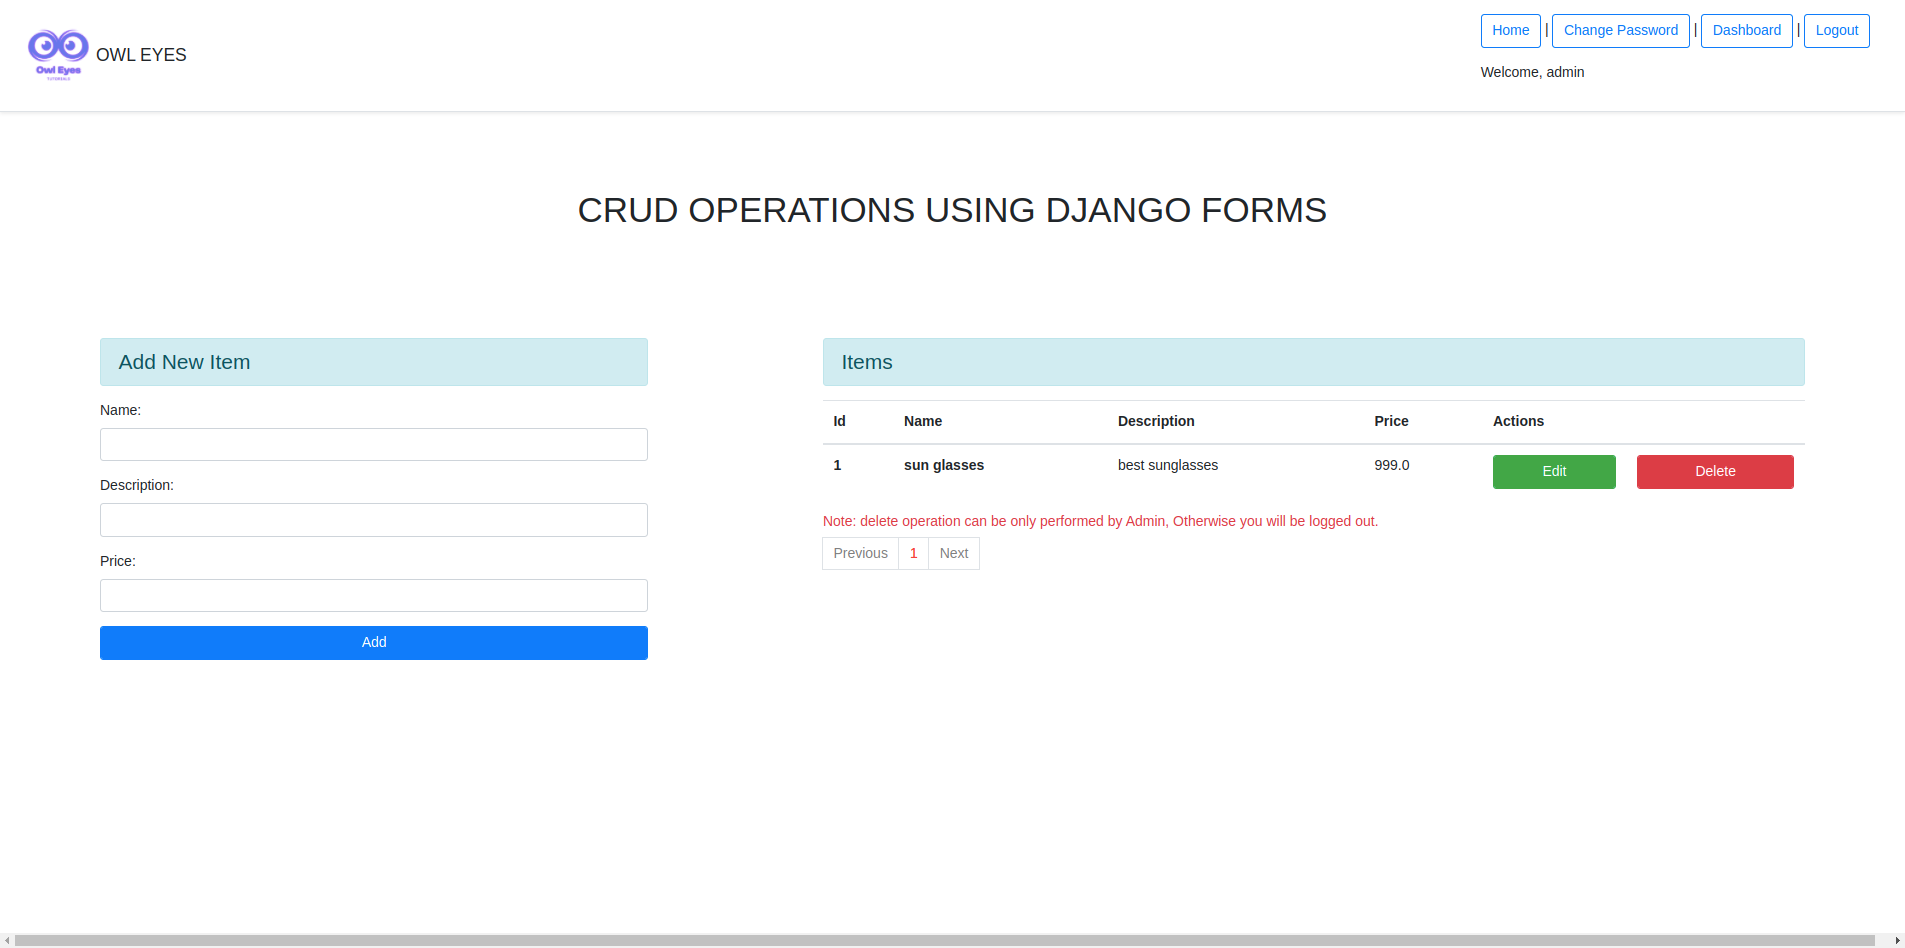 Owl Eyes
TUTORIALS
OWL EYES
Home | Change Password | Dashboard | Logout
Welcome, admin
CRUD OPERATIONS USING DJANGO FORMS
Add New Item
Name:
Description:
Price:
Add
Items
Id Name Description Price Actions
1 sun glasses best sunglasses 999.0 Edit Delete
Note: delete operation can be only performed by Admin, Otherwise you will be logged out.
Previous 1 Next